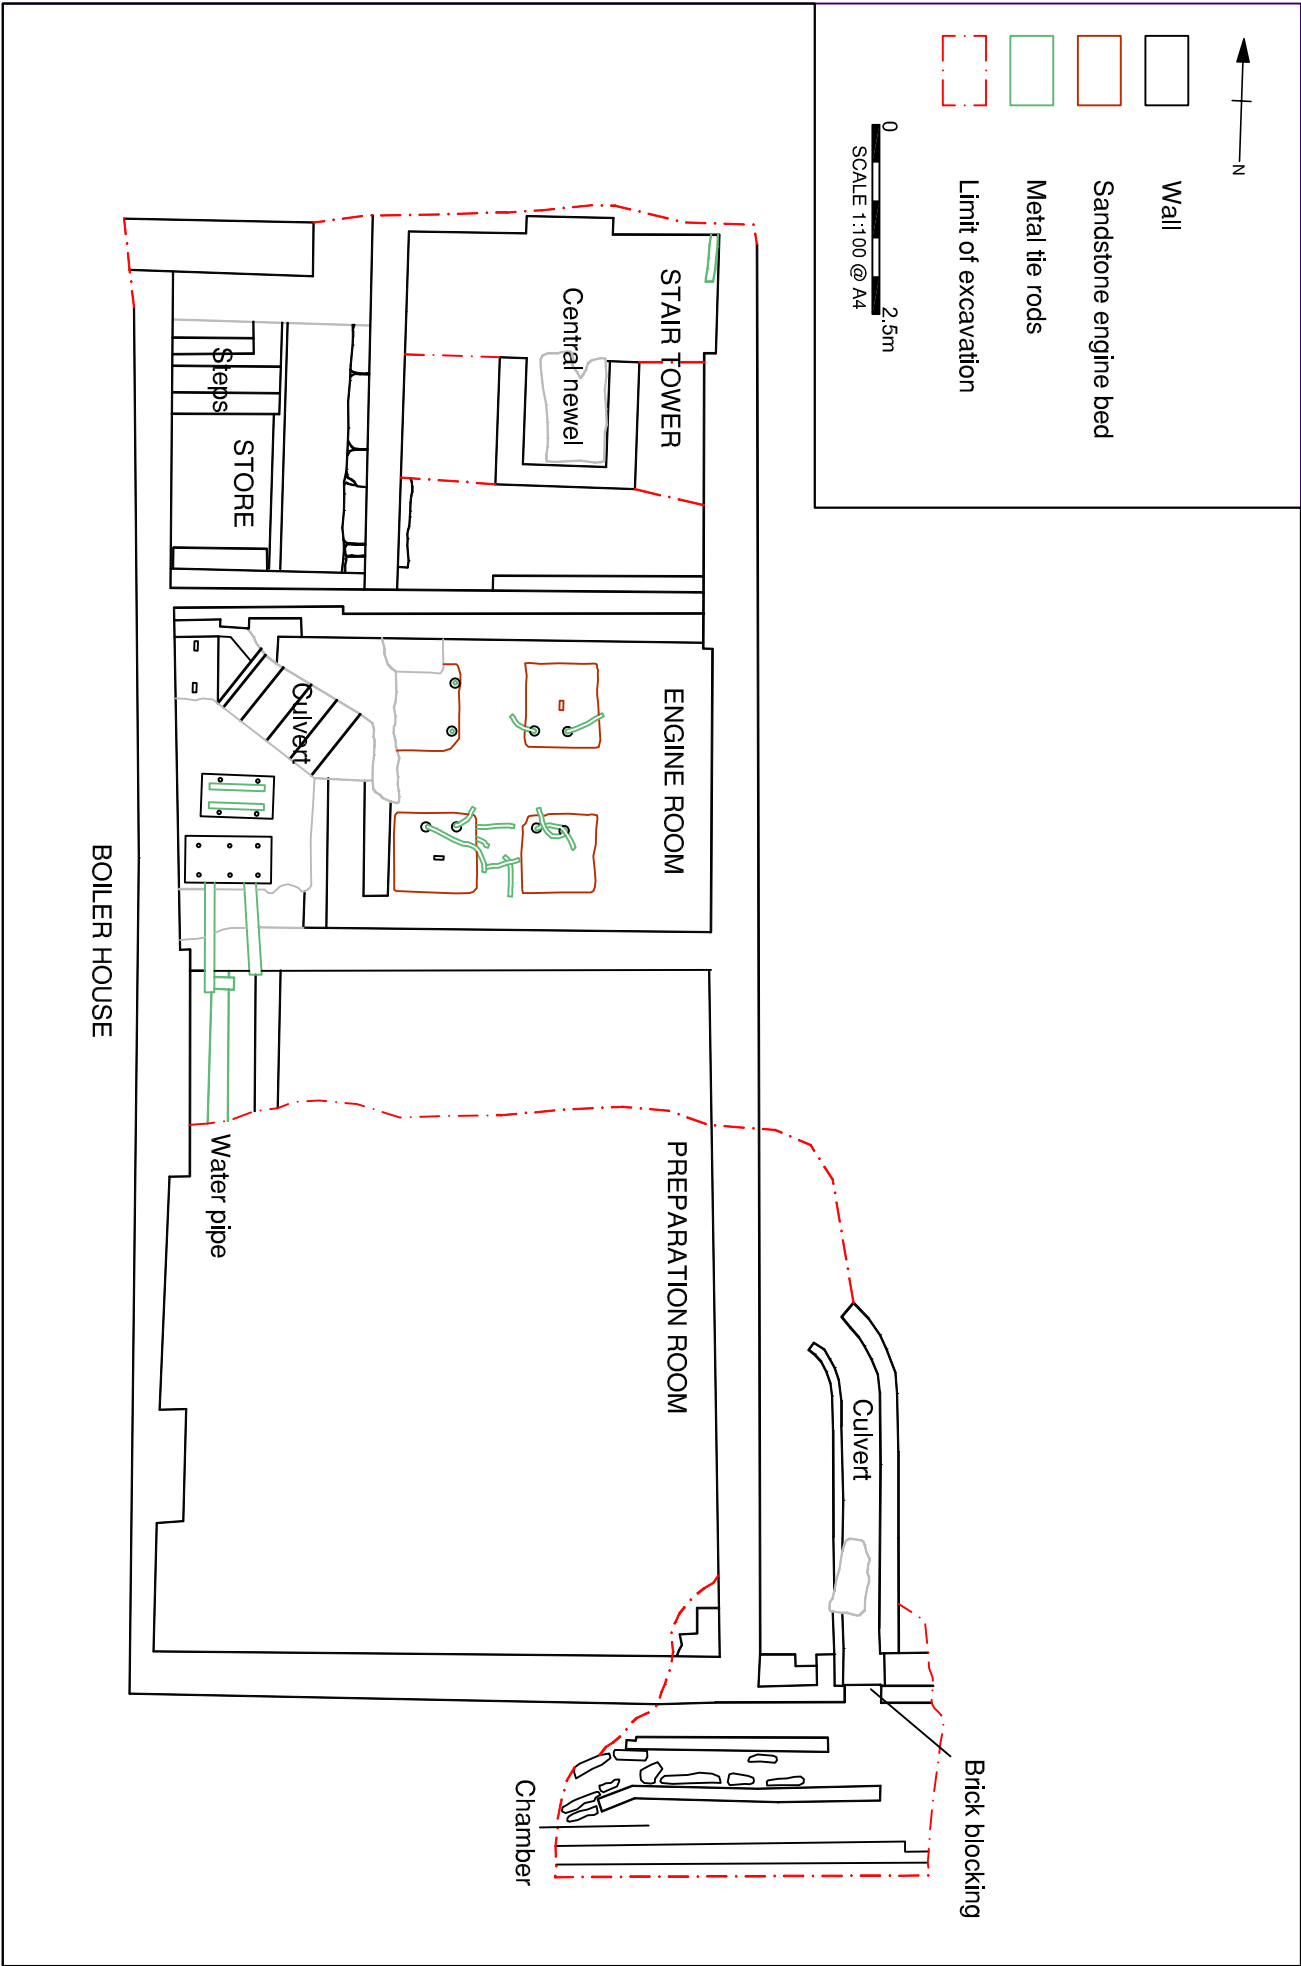 N
Wall
Sandstone engine bed
Metal tie rods
Limit of excavation
0
2.5m
SCALE 1:100 @ A4
STAIR TOWER
Central newel
Steps
STORE
ENGINE ROOM
Culvert
BOILER HOUSE
PREPARATION ROOM
Water pipe
Culvert
Brick blocking
Chamber